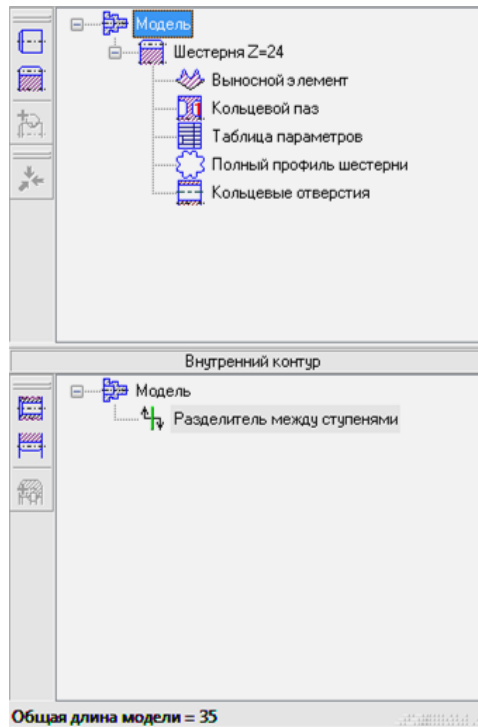 Модель
Шестерня Z=24
Выносной элемент
Кольцевой паз
Таблица параметров
Полный профиль шестерни
Кольцевые отверстия
Внутренний контур
Модель
Разделитель между ступенями
Общая длина модели = 35